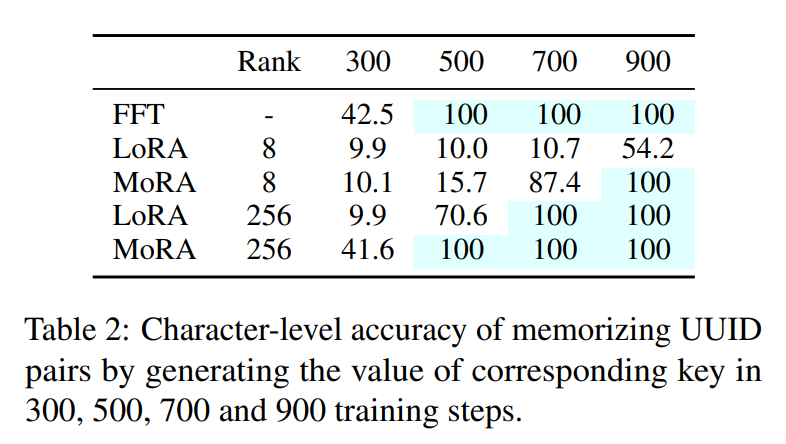 Rank 300 500 700 900
FFT - 42.5 100 100 100
LoRA 8 9.9 10.0 10.7 54.2
MoRA 8 10.1 15.7 87.4 100
LoRA 256 9.9 70.6 100 100
MoRA 256 41.6 100 100 100
Table 2: Character-level accuracy of memorizing UUID
pairs by generating the value of corresponding key in
300, 500, 700 and 900 training steps.